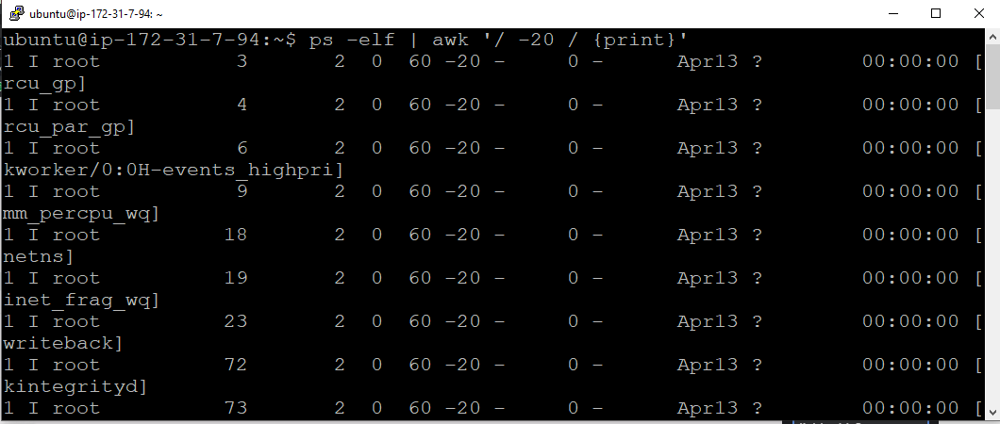 ubuntu@ip-172-31-7-94: ~
ubuntu@ip-172-31-7-94:~$ ps -elf | awk '/ -20 / {print}'
1 I root           3       2  0  60 -20 -     0 -      Apr13 ?        00:00:00 [
rcu_gp]
1 I root           4       2  0  60 -20 -     0 -      Apr13 ?        00:00:00 [
rcu_par_gp]
1 I root           6       2  0  60 -20 -     0 -      Apr13 ?        00:00:00 [
kworker/0:0H-events_highpri]
1 I root           9       2  0  60 -20 -     0 -      Apr13 ?        00:00:00 [
mm_percpu_wq]
1 I root          18       2  0  60 -20 -     0 -      Apr13 ?        00:00:00 [
netns]
1 I root          19       2  0  60 -20 -     0 -      Apr13 ?        00:00:00 [
inet_frag_wq]
1 I root          23       2  0  60 -20 -     0 -      Apr13 ?        00:00:00 [
writeback]
1 I root          72       2  0  60 -20 -     0 -      Apr13 ?        00:00:00 [
kintegrityd]
1 I root          73       2  0  60 -20 -     0 -      Apr13 ?        00:00:00 [